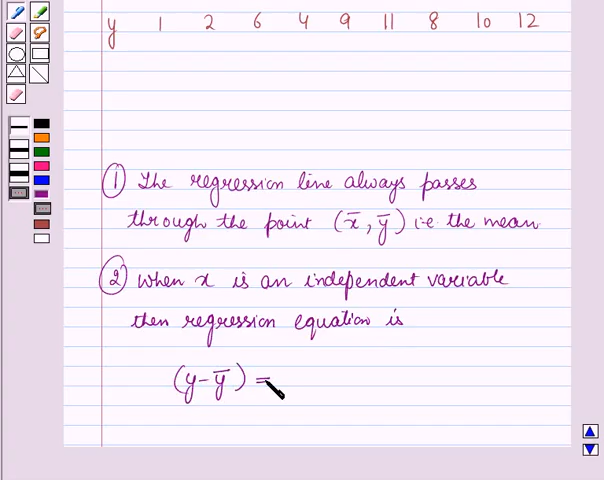 y 1 2 6 4 9 11 8 10 12
① The regression line always passes
through the point (x̅, y̅) i.e. the mean
② When x is an independent variable
then regression equation is
(y - y̅) =